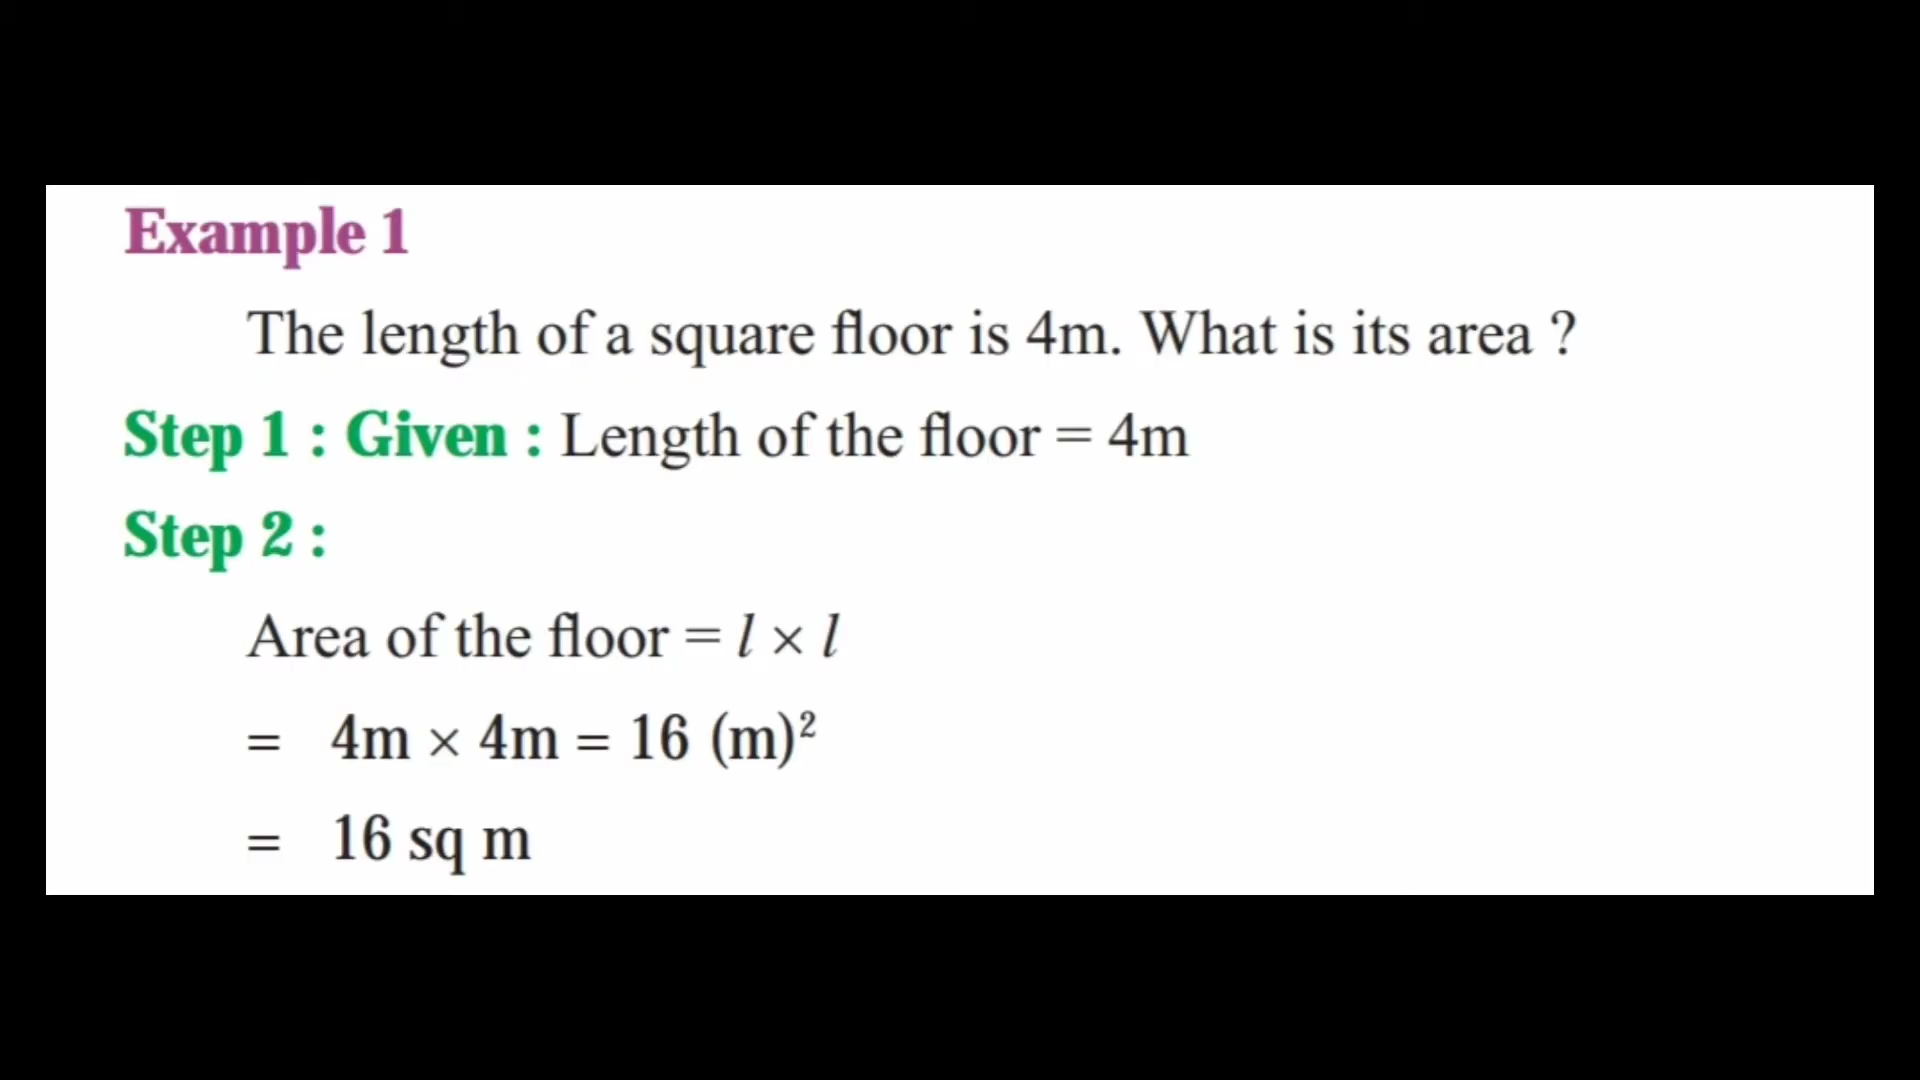 Example 1
The length of a square floor is 4m. What is its area ?
Step 1 : Given : Length of the floor = 4m
Step 2 :
Area of the floor = l × l
= 4m × 4m = 16 (m)²
= 16 sq m